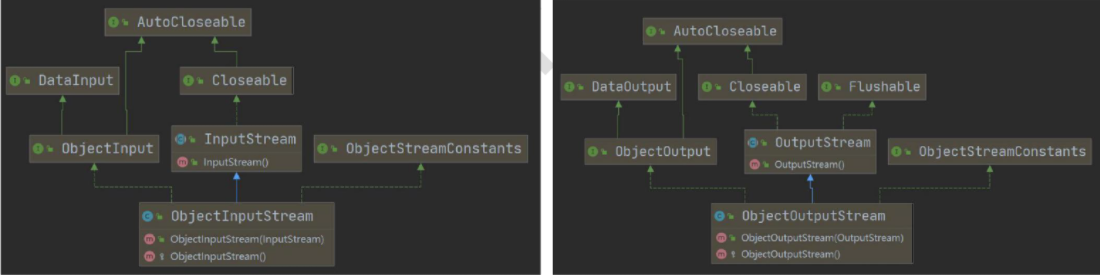 AutoCloseable
DataInput
Closeable
ObjectInput
InputStream
InputStream()
ObjectStreamConstants
ObjectInputStream
ObjectInputStream(InputStream)
ObjectInputStream()
AutoCloseable
DataOutput
Closeable
Flushable
ObjectOutput
OutputStream
OutputStream()
ObjectStreamConstants
ObjectOutputStream
ObjectOutputStream(OutputStream)
ObjectOutputStream()